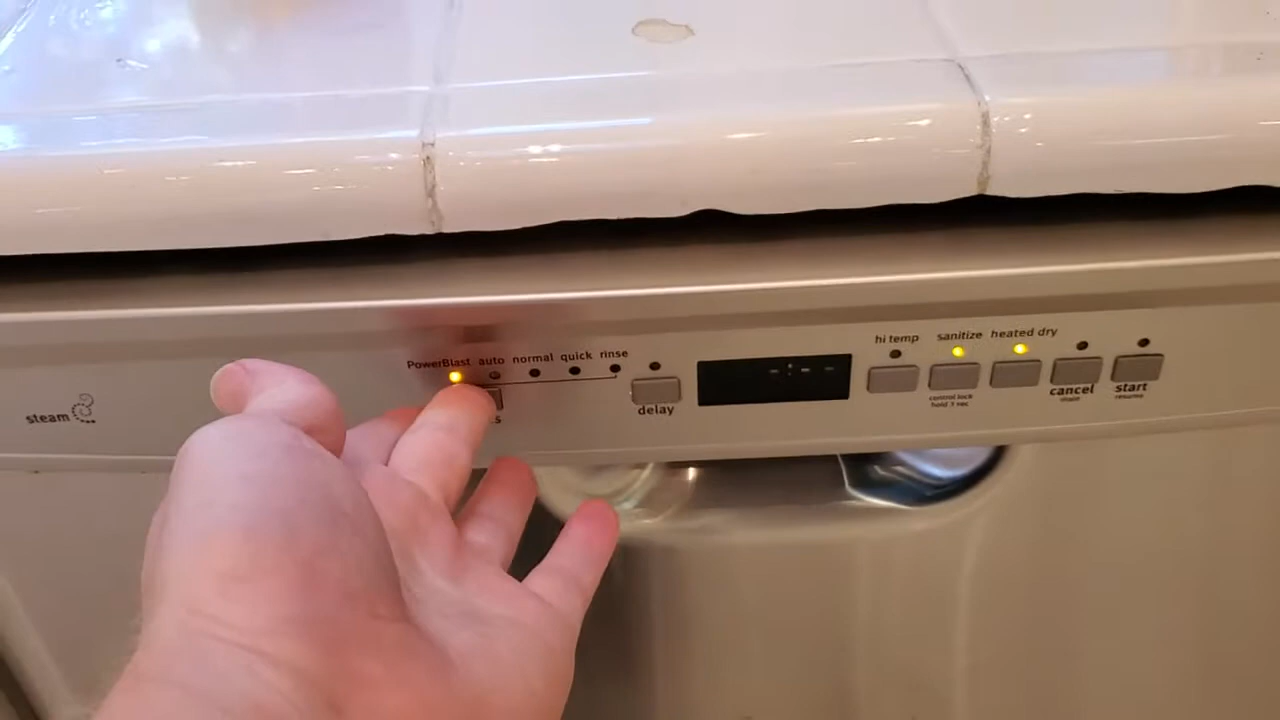 PowerBlast auto normal quick rinse
hi temp sanitize heated dry
steam
s
delay
control lock
hold 3 sec
cancel
drain
start
resume